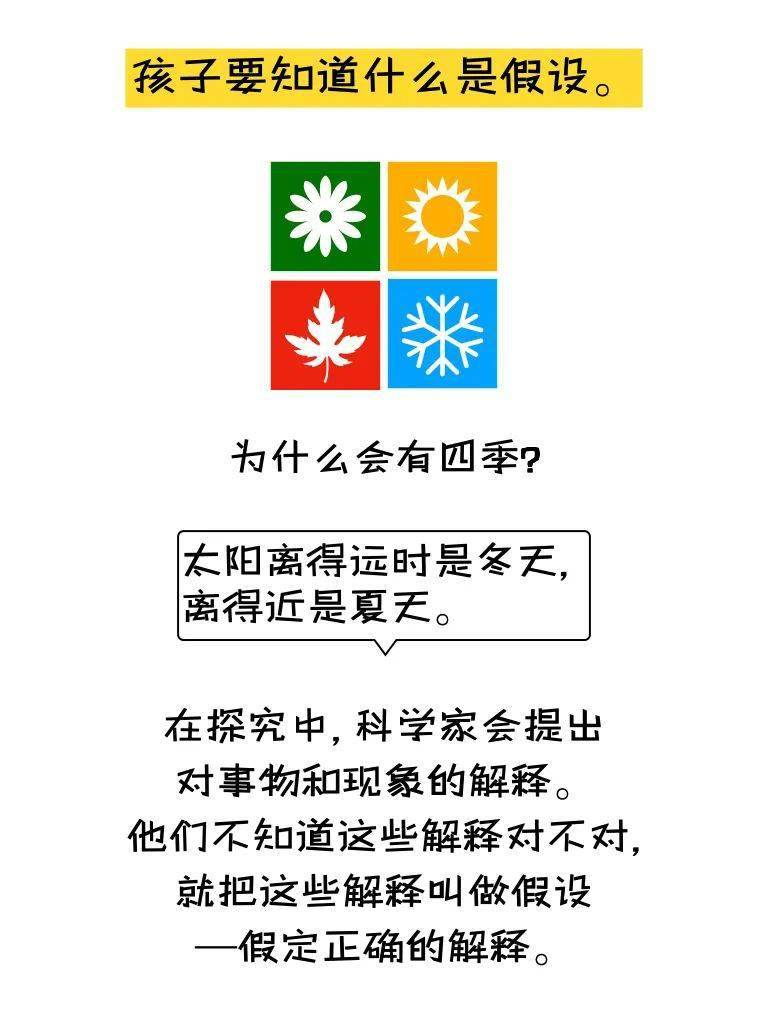 孩子要知道什么是假设。
为什么会有四季?
太阳离得远时是冬天,
离得近是夏天。
在探究中,科学家会提出
对事物和现象的解释。
他们不知道这些解释对不对,
就把这些解释叫做假设
—假定正确的解释。